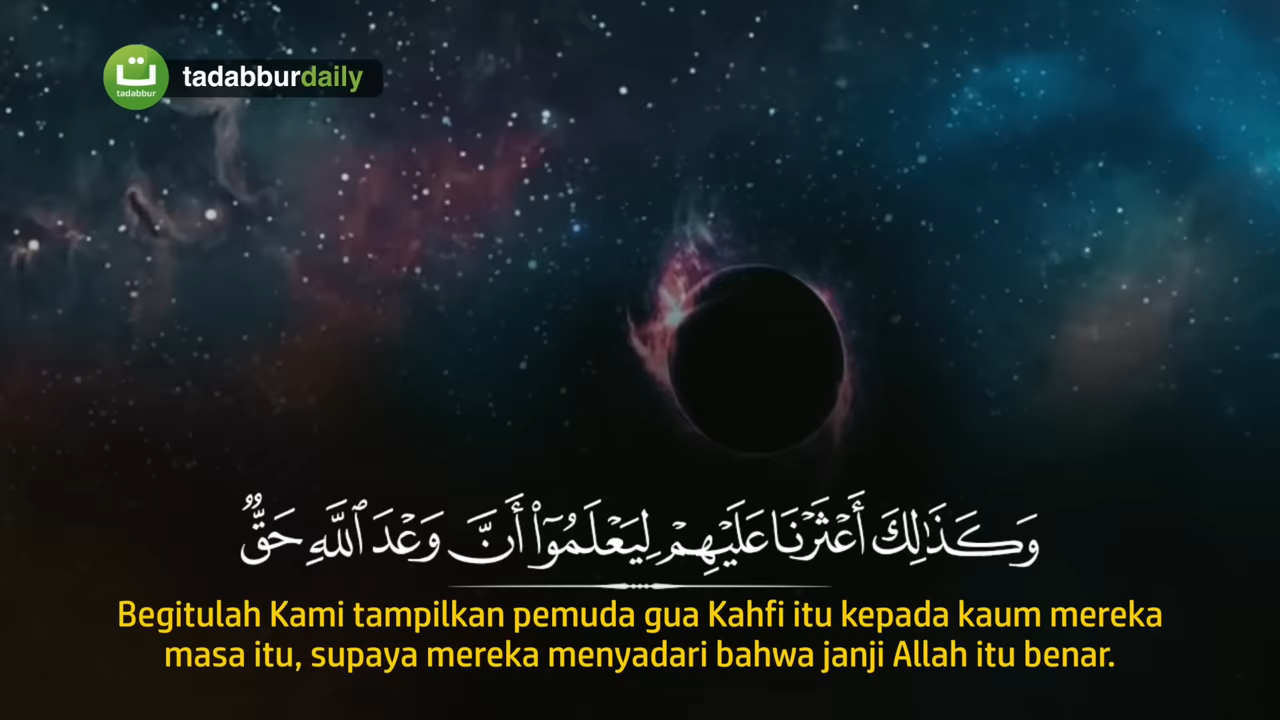 ت
tadabbur
tadabburdaily
وَكَذَٰلِكَ أَعْثَرْنَا عَلَيْهِمْ لِيَعْلَمُوٓا۟ أَنَّ وَعْدَ ٱللَّهِ حَقٌّ
Begitulah Kami tampilkan pemuda gua Kahfi itu kepada kaum mereka
masa itu, supaya mereka menyadari bahwa janji Allah itu benar.